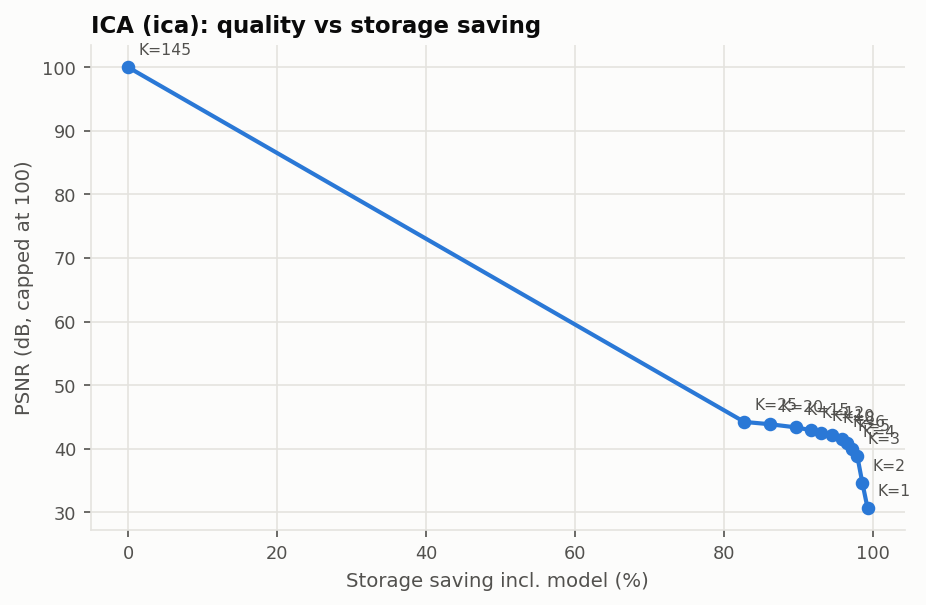 ICA (ica): quality vs storage saving
K=145
100
90
80
70
60
50
40
30
PSNR (dB, capped at 100)
K=25
K=20
K=15
K=12
K=4
K=3
K=2
K=1
0
20
40
60
80
100
Storage saving incl. model (%)